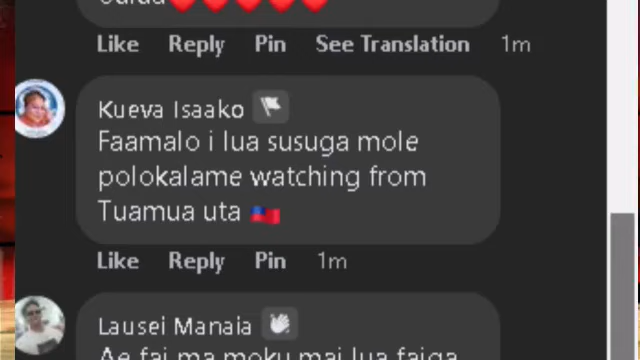 Like Reply Pin See Translation 1m
Kueva Isaako
Faamalo i lua susuga mole
polokalame watching from
Tuamua uta
Like Reply Pin 1m
Lausei Manaia
Ae fai ma moku mai lua faiga